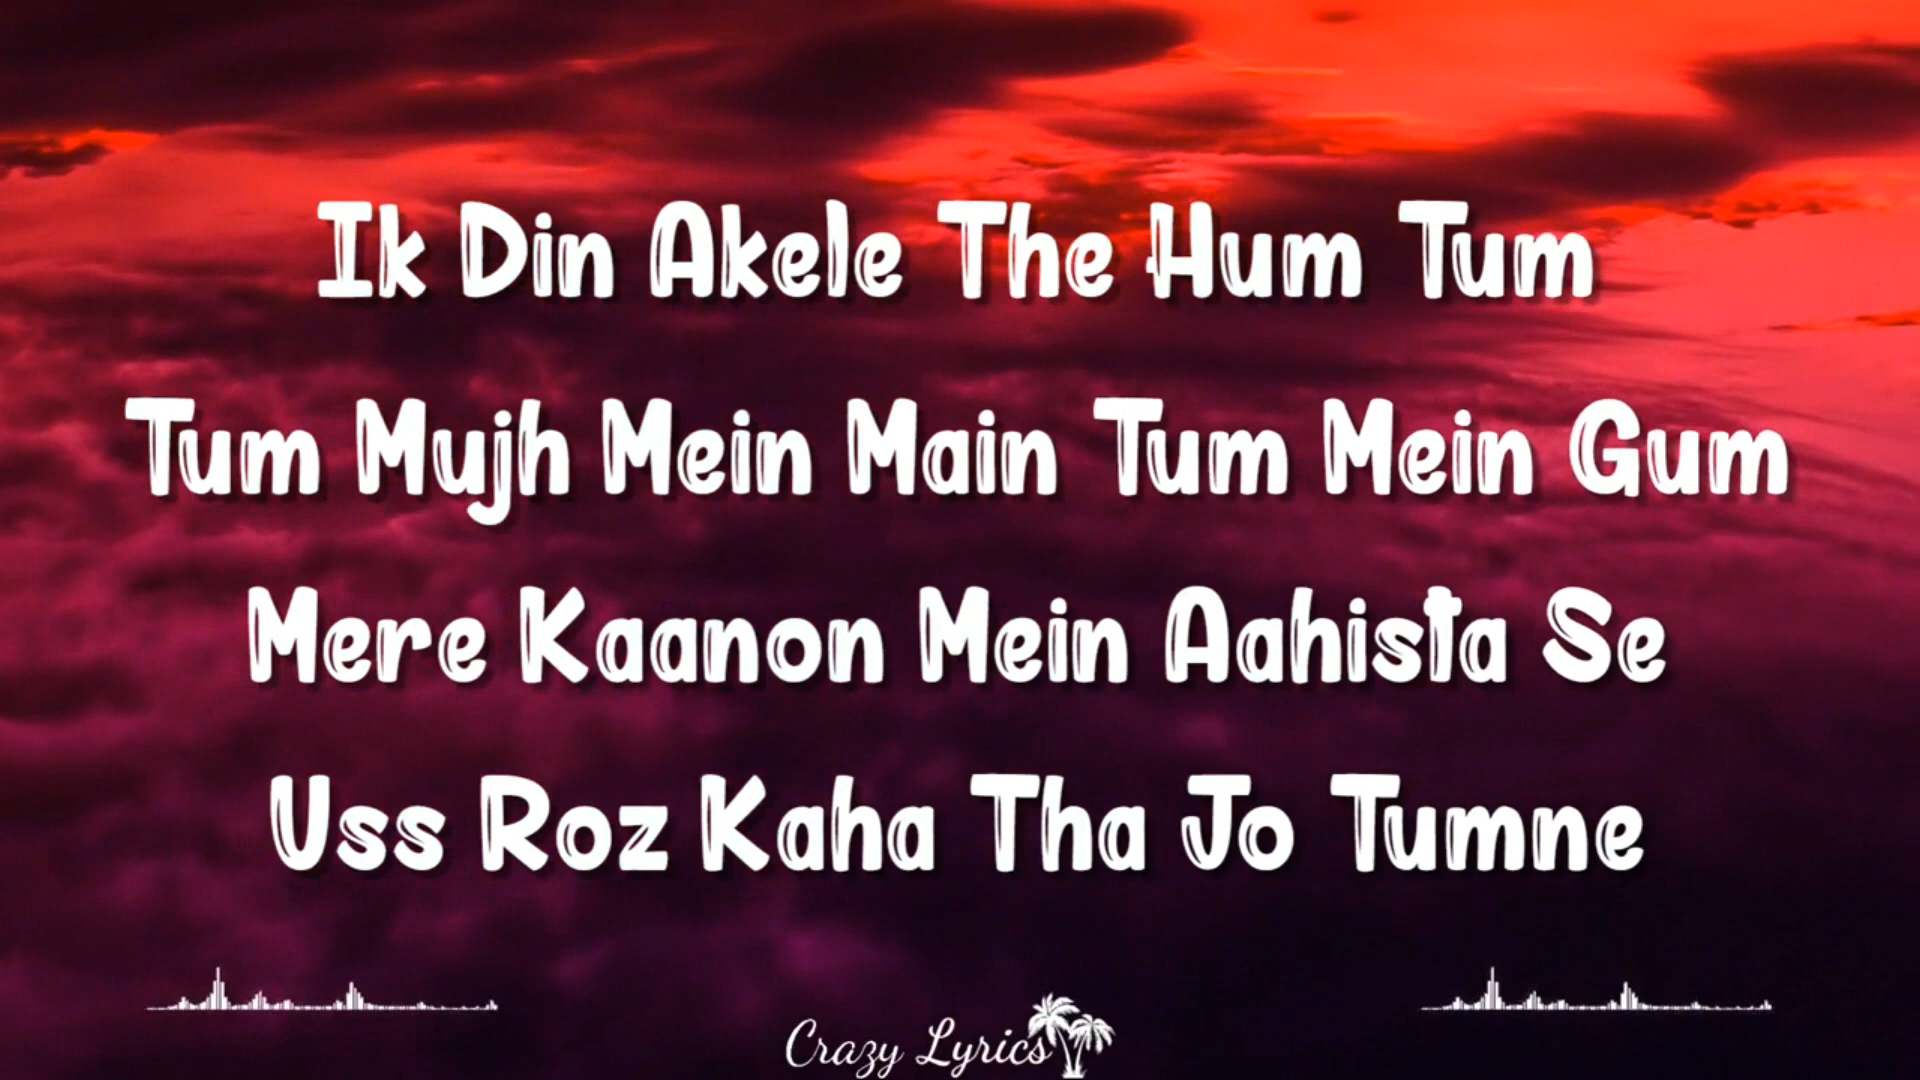 Ik Din Akele The Hum Tum
Tum Mujh Mein Main Tum Mein Gum
Mere Kaanon Mein Aahista Se
Uss Roz Kaha Tha Jo Tumne
Crazy Lyrics